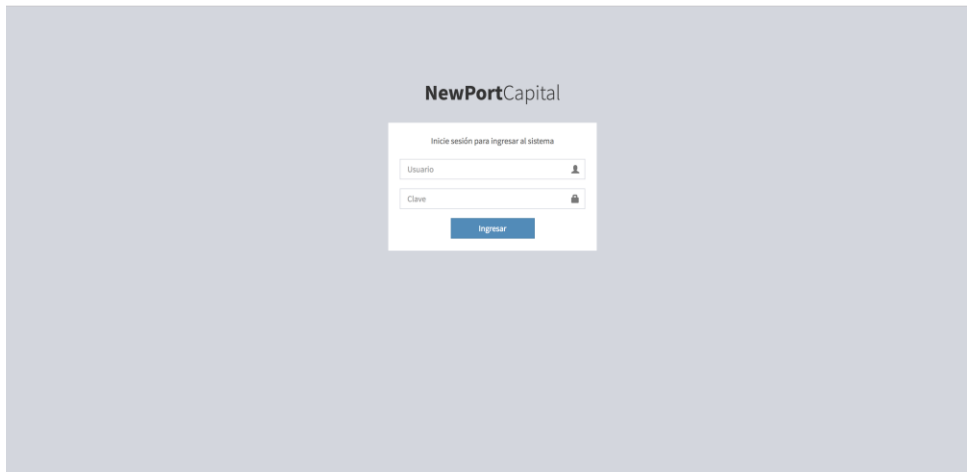 NewPortCapital
Inicie sesión para ingresar al sistema
Usuario
Clave
Ingresar